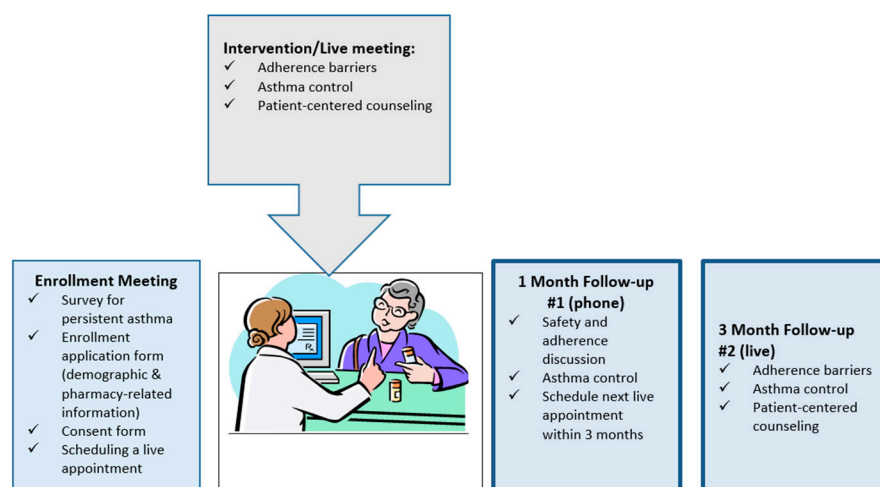 Intervention/Live meeting:
✓ Adherence barriers
✓ Asthma control
✓ Patient-centered counseling
Enrollment Meeting
✓ Survey for
persistent asthma
✓ Enrollment
application form
(demographic &
pharmacy-related
information)
✓ Consent form
✓ Scheduling a live
appointment
Rx
1 Month Follow-up
#1 (phone)
✓ Safety and
adherence
discussion
✓ Asthma control
✓ Schedule next live
appointment
within 3 months
3 Month Follow-up
#2 (live)
✓ Adherence barriers
✓ Asthma control
✓ Patient-centered
counseling